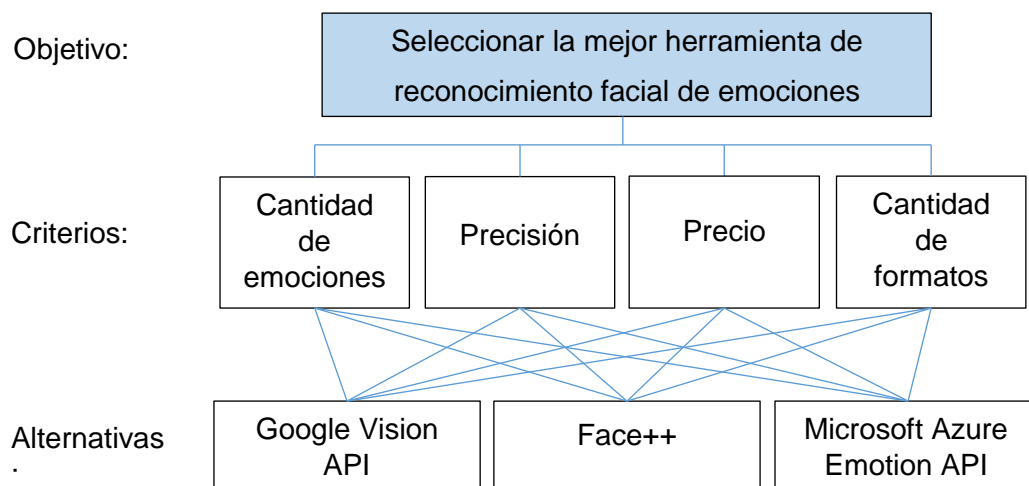 Objetivo:
Seleccionar la mejor herramienta de
reconocimiento facial de emociones
Criterios:
Cantidad
de
emociones
Precisión
Precio
Cantidad
de
formatos
Alternativas
:
Google Vision
API
Face++
Microsoft Azure
Emotion API